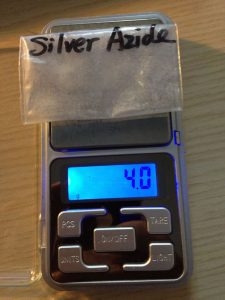 Silver Azide
4.0
PCS
TARE
ON/OFF
UNITS
LIGHT